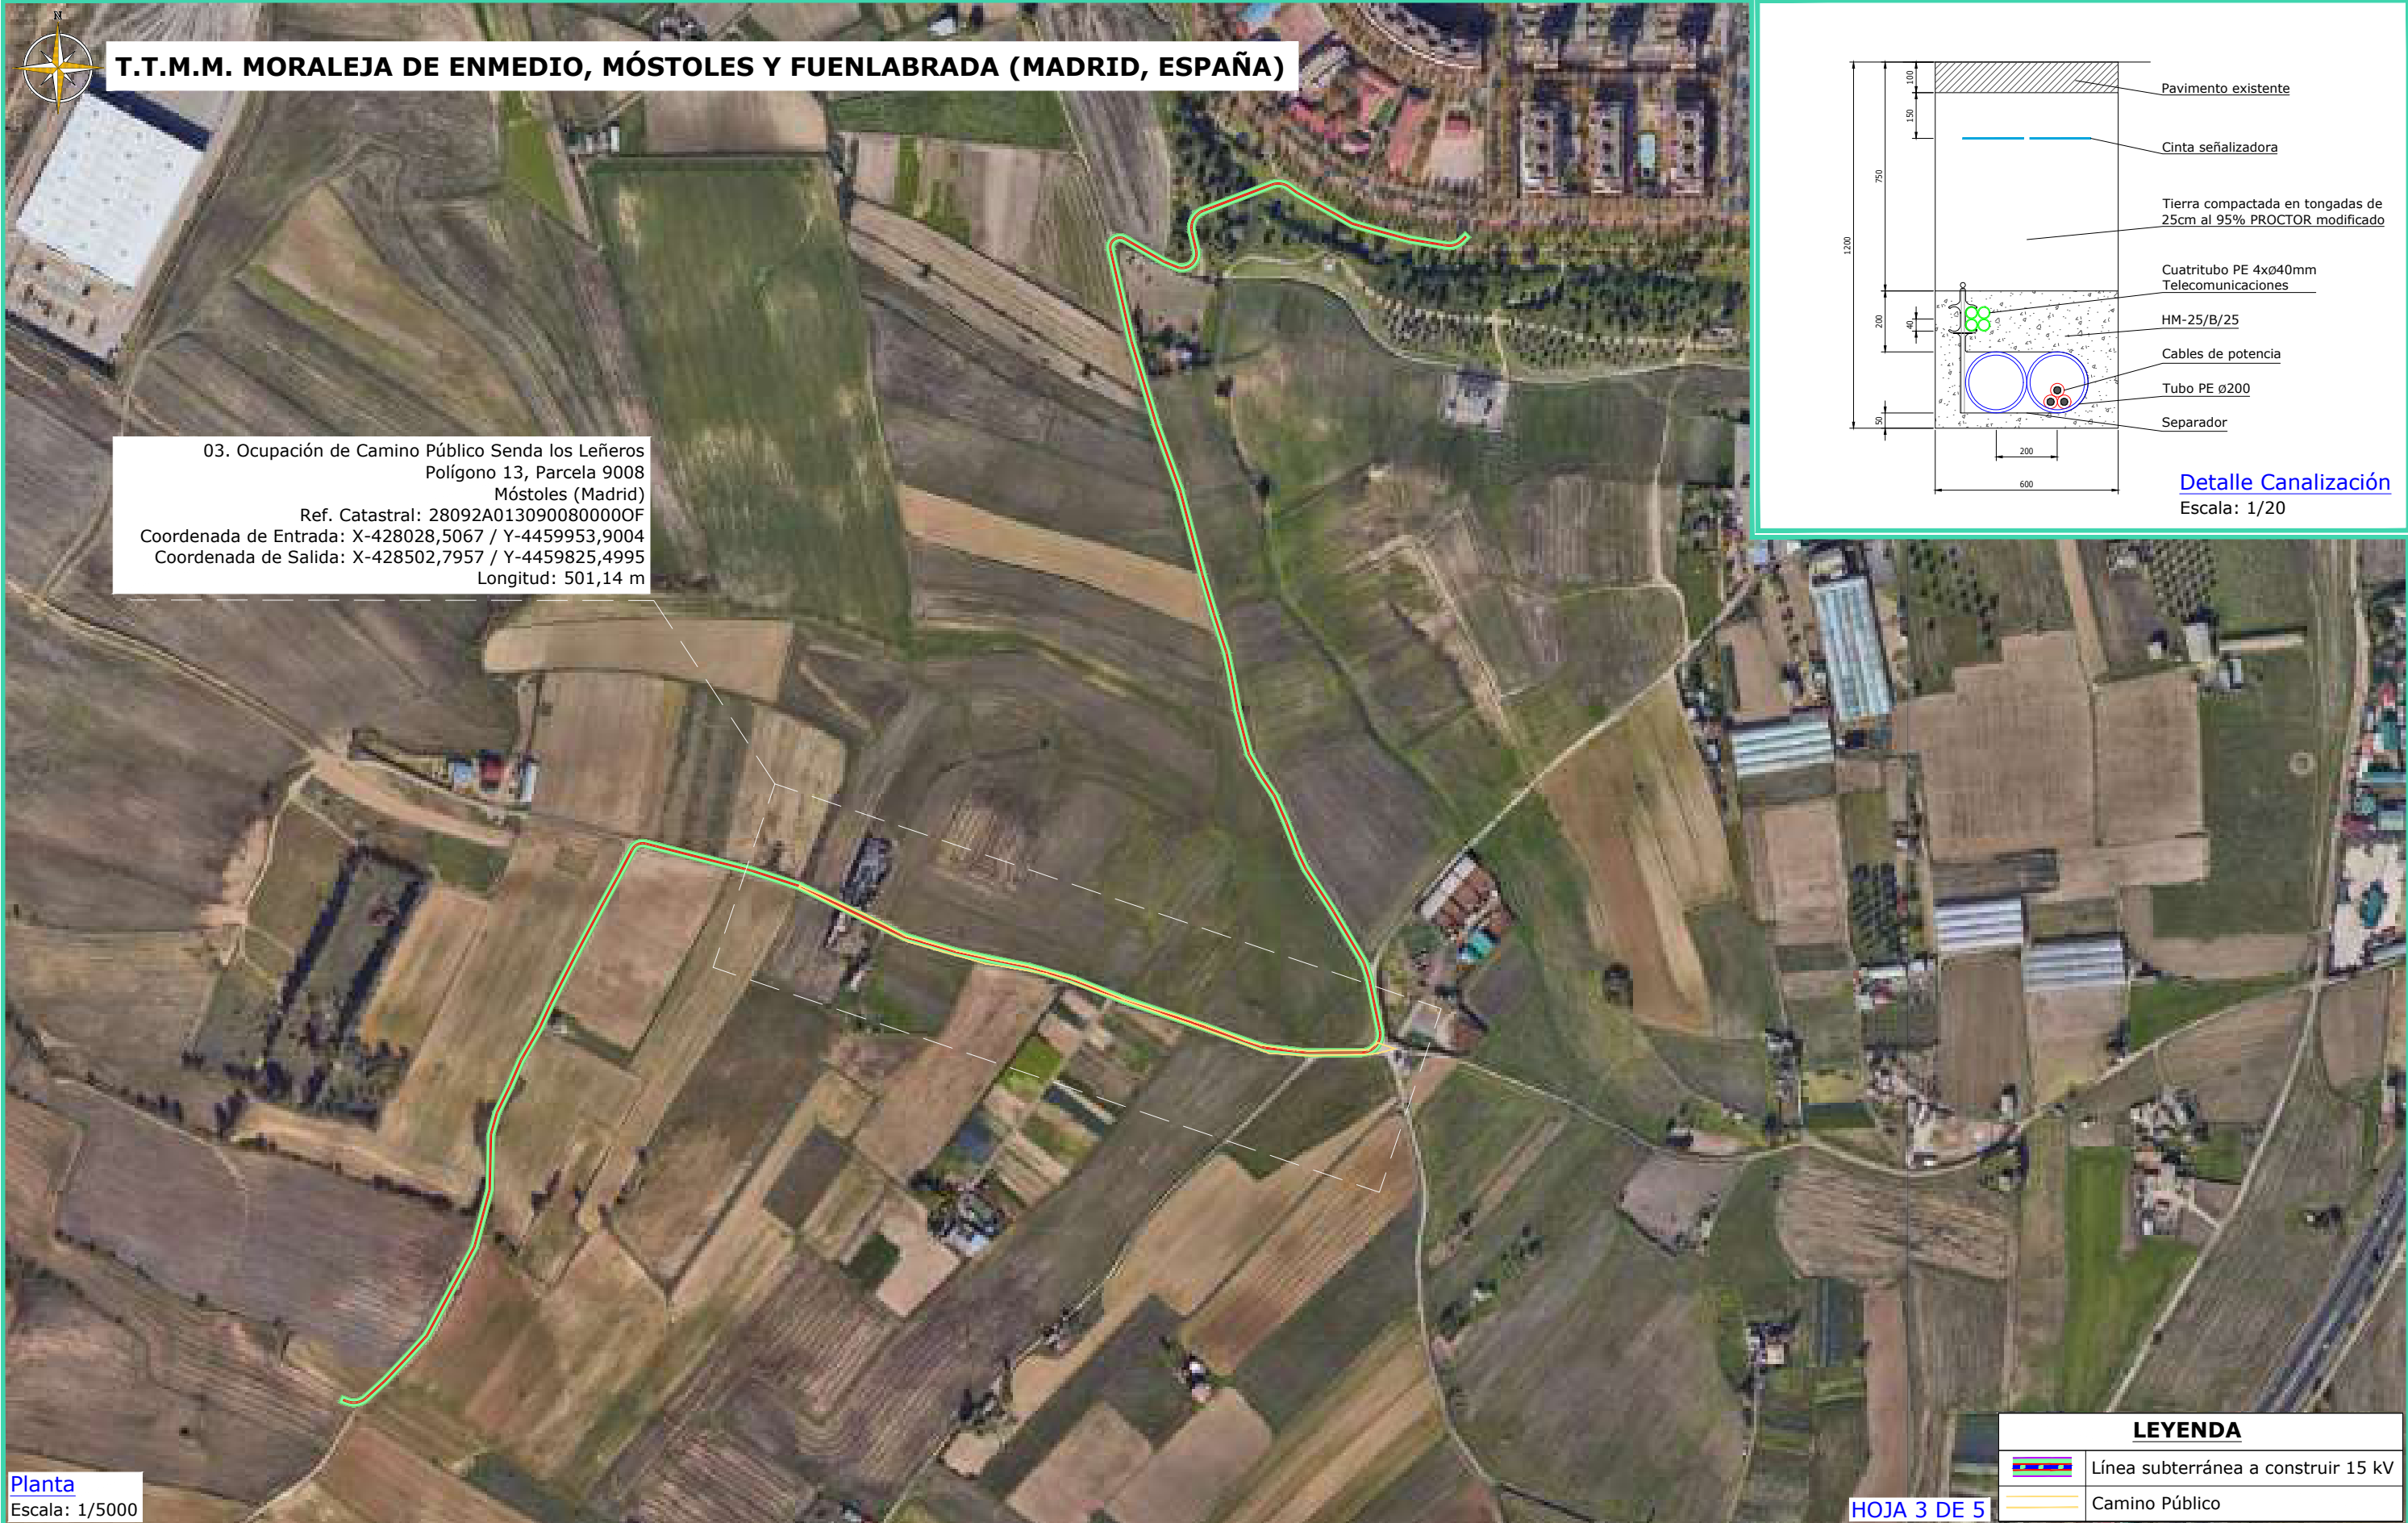 N
T.T.M.M. MORALEJA DE ENMEDIO, MÓSTOLES Y FUENLABRADA (MADRID, ESPAÑA)
03. Ocupación de Camino Público Senda los Leñeros
Polígono 13, Parcela 9008
Móstoles (Madrid)
Ref. Catastral: 28092A013090080000OF
Coordenada de Entrada: X-428028,5067 / Y-4459953,9004
Coordenada de Salida: X-428502,7957 / Y-4459825,4995
Longitud: 501,14 m
100
150
750
1200
200
40
50
200
600
Pavimento existente
Cinta señalizadora
Tierra compactada en tongadas de
25cm al 95% PROCTOR modificado
Cuatritubo PE 4xø40mm
Telecomunicaciones
HM-25/B/25
Cables de potencia
Tubo PE ø200
Separador
Detalle Canalización
Escala: 1/20
Planta
Escala: 1/5000
HOJA 3 DE 5
LEYENDA
Línea subterránea a construir 15 kV
Camino Público